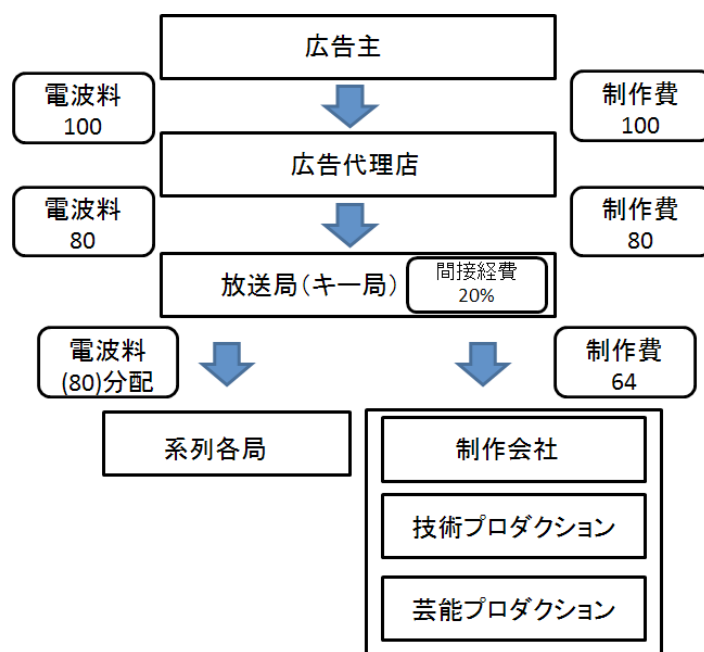 広告主
電波料
100
制作費
100
広告代理店
電波料
80
制作費
80
放送局(キー局)
間接経費
20%
電波料
(80)分配
制作費
64
系列各局
制作会社
技術プロダクション
芸能プロダクション